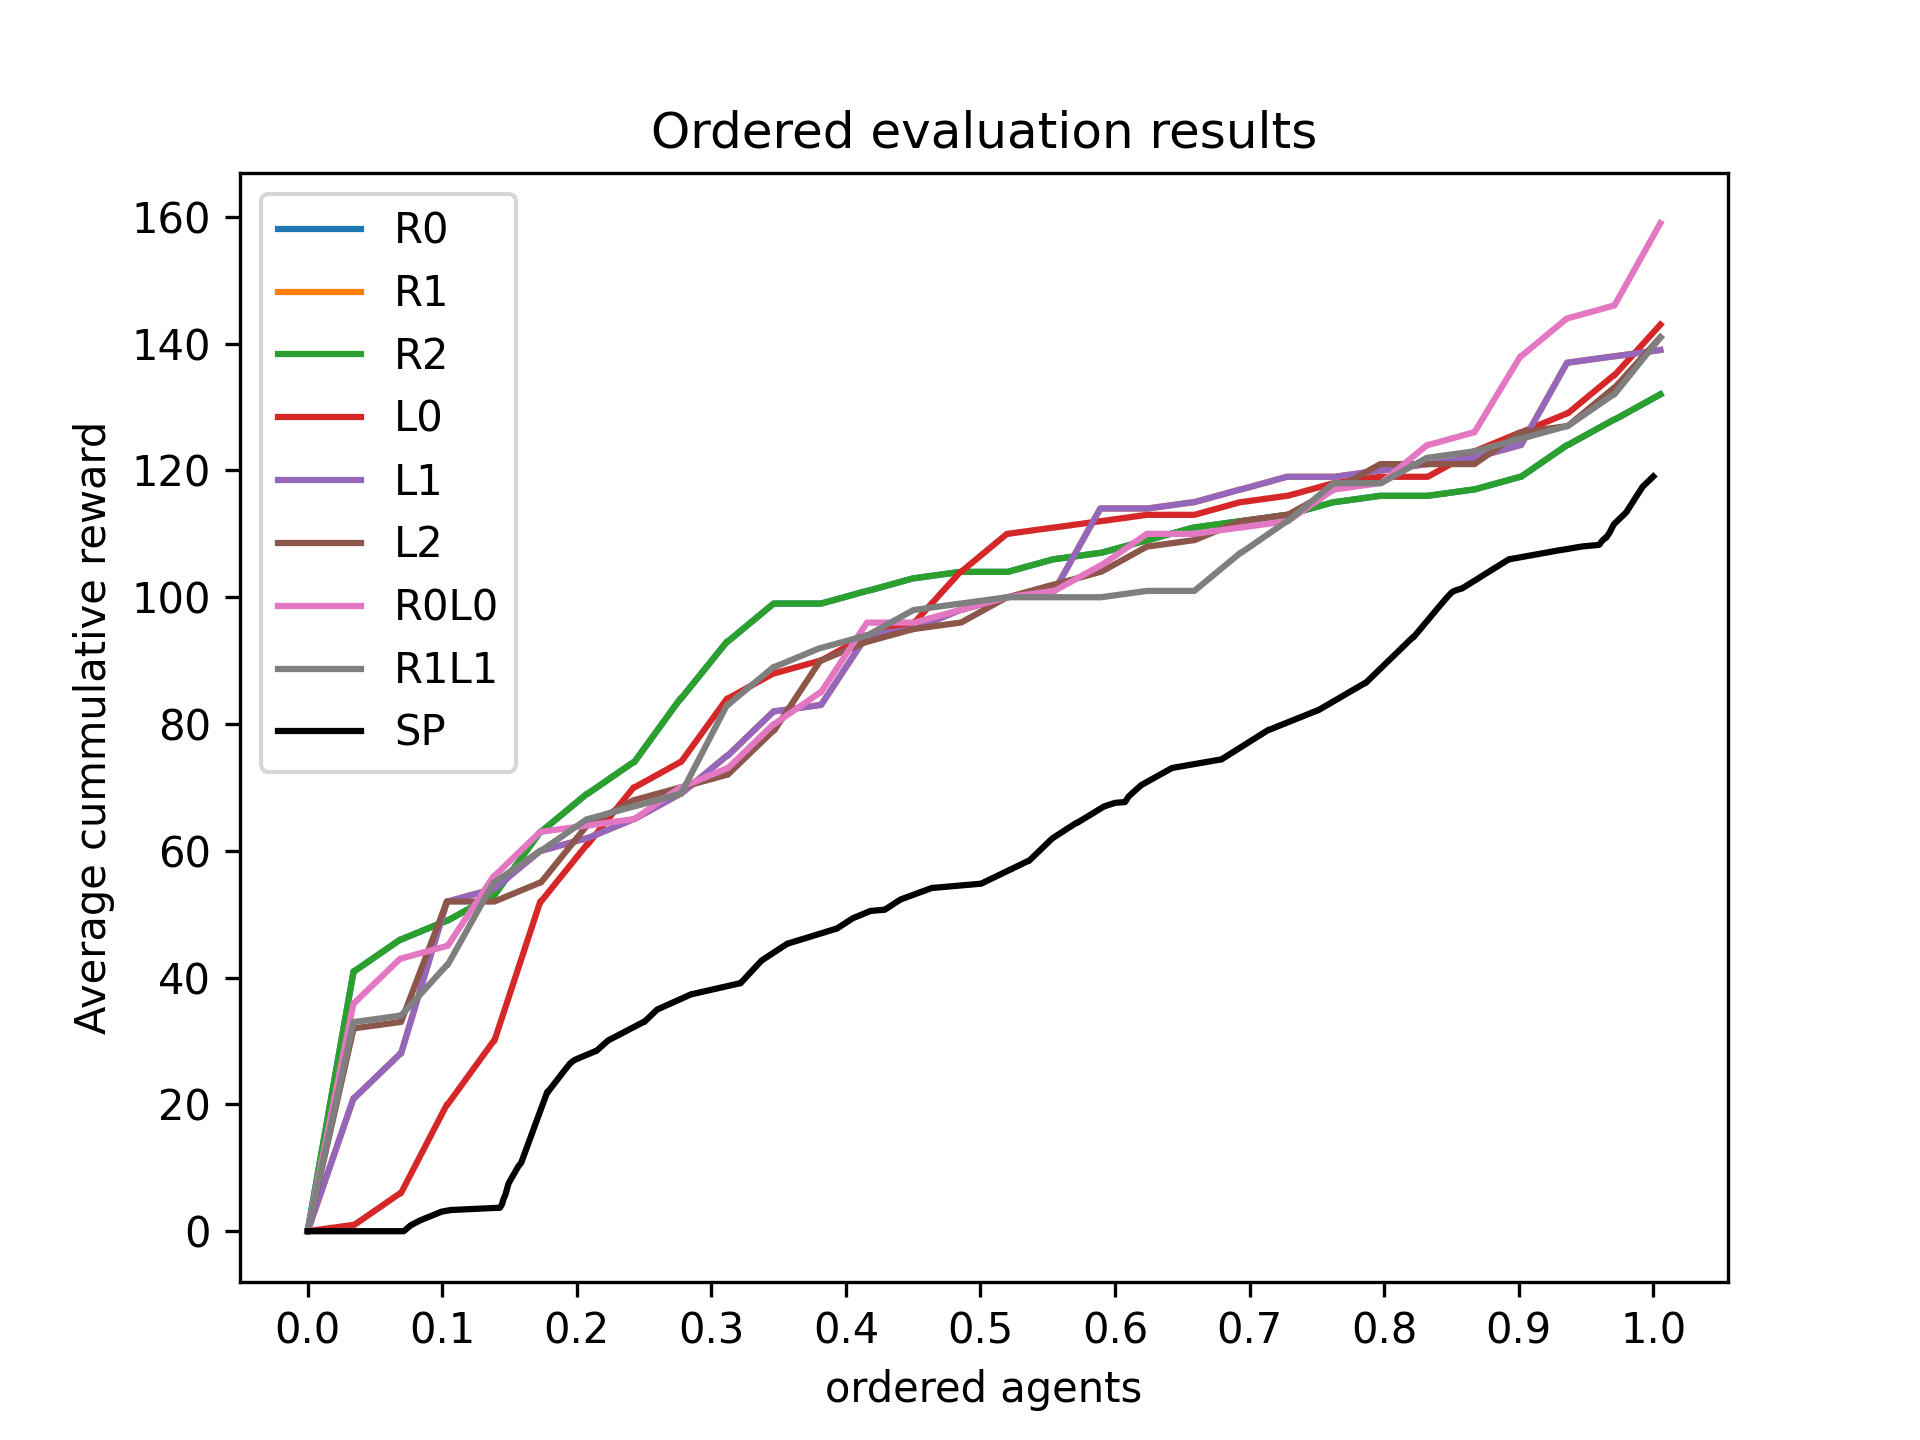 Ordered evaluation results
Average cummulative reward
160
140
120
100
80
60
40
20
0
R0
R1
R2
L0
L1
L2
R0L0
R1L1
SP
0.0 0.1 0.2 0.3 0.4 0.5 0.6 0.7 0.8 0.9 1.0
ordered agents